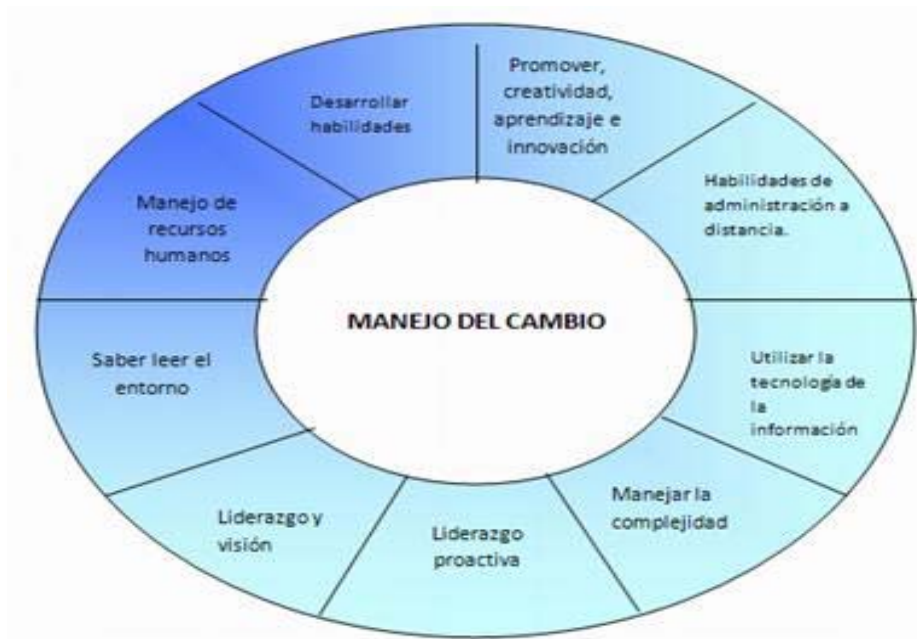 Desarrollar
habilidades
Promover,
creatividad,
aprendizaje e
innovación
Habilidades de
administración a
distancia.
Utilizar la
tecnología de
la
información
Manejar la
complejidad
Liderazgo
proactiva
Liderazgo y
visión
Saber leer el
entorno
Manejo de
recursos
humanos
MANEJO DEL CAMBIO